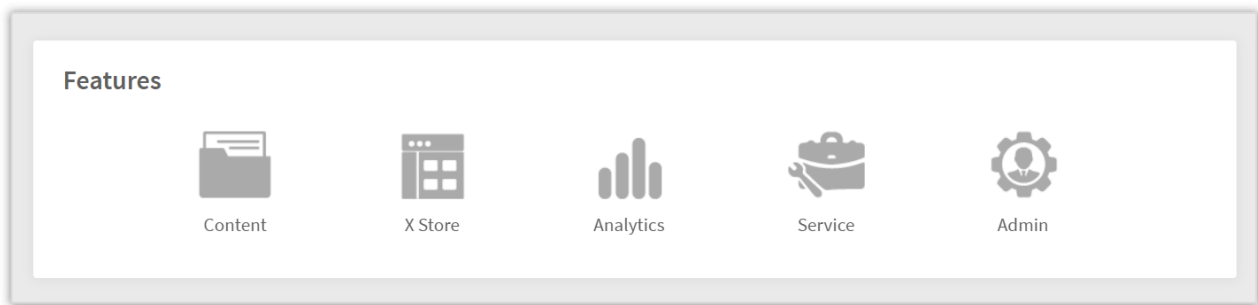 Features
Content
X Store
Analytics
Service
Admin